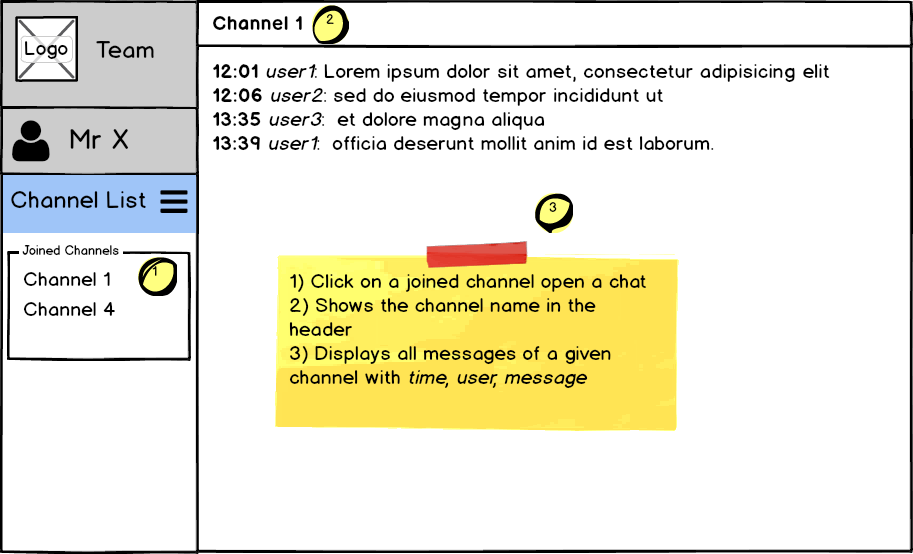 Logo Team
Mr X
Channel List
Joined Channels
Channel 1 1
Channel 4
Channel 1 2
12:01 user1: Lorem ipsum dolor sit amet, consectetur adipisicing elit
12:06 user2: sed do eiusmod tempor incididunt ut
13:35 user3: et dolore magna aliqua
13:39 user1: officia deserunt mollit anim id est laborum.
3
1) Click on a joined channel open a chat
2) Shows the channel name in the
header
3) Displays all messages of a given
channel with time, user, message